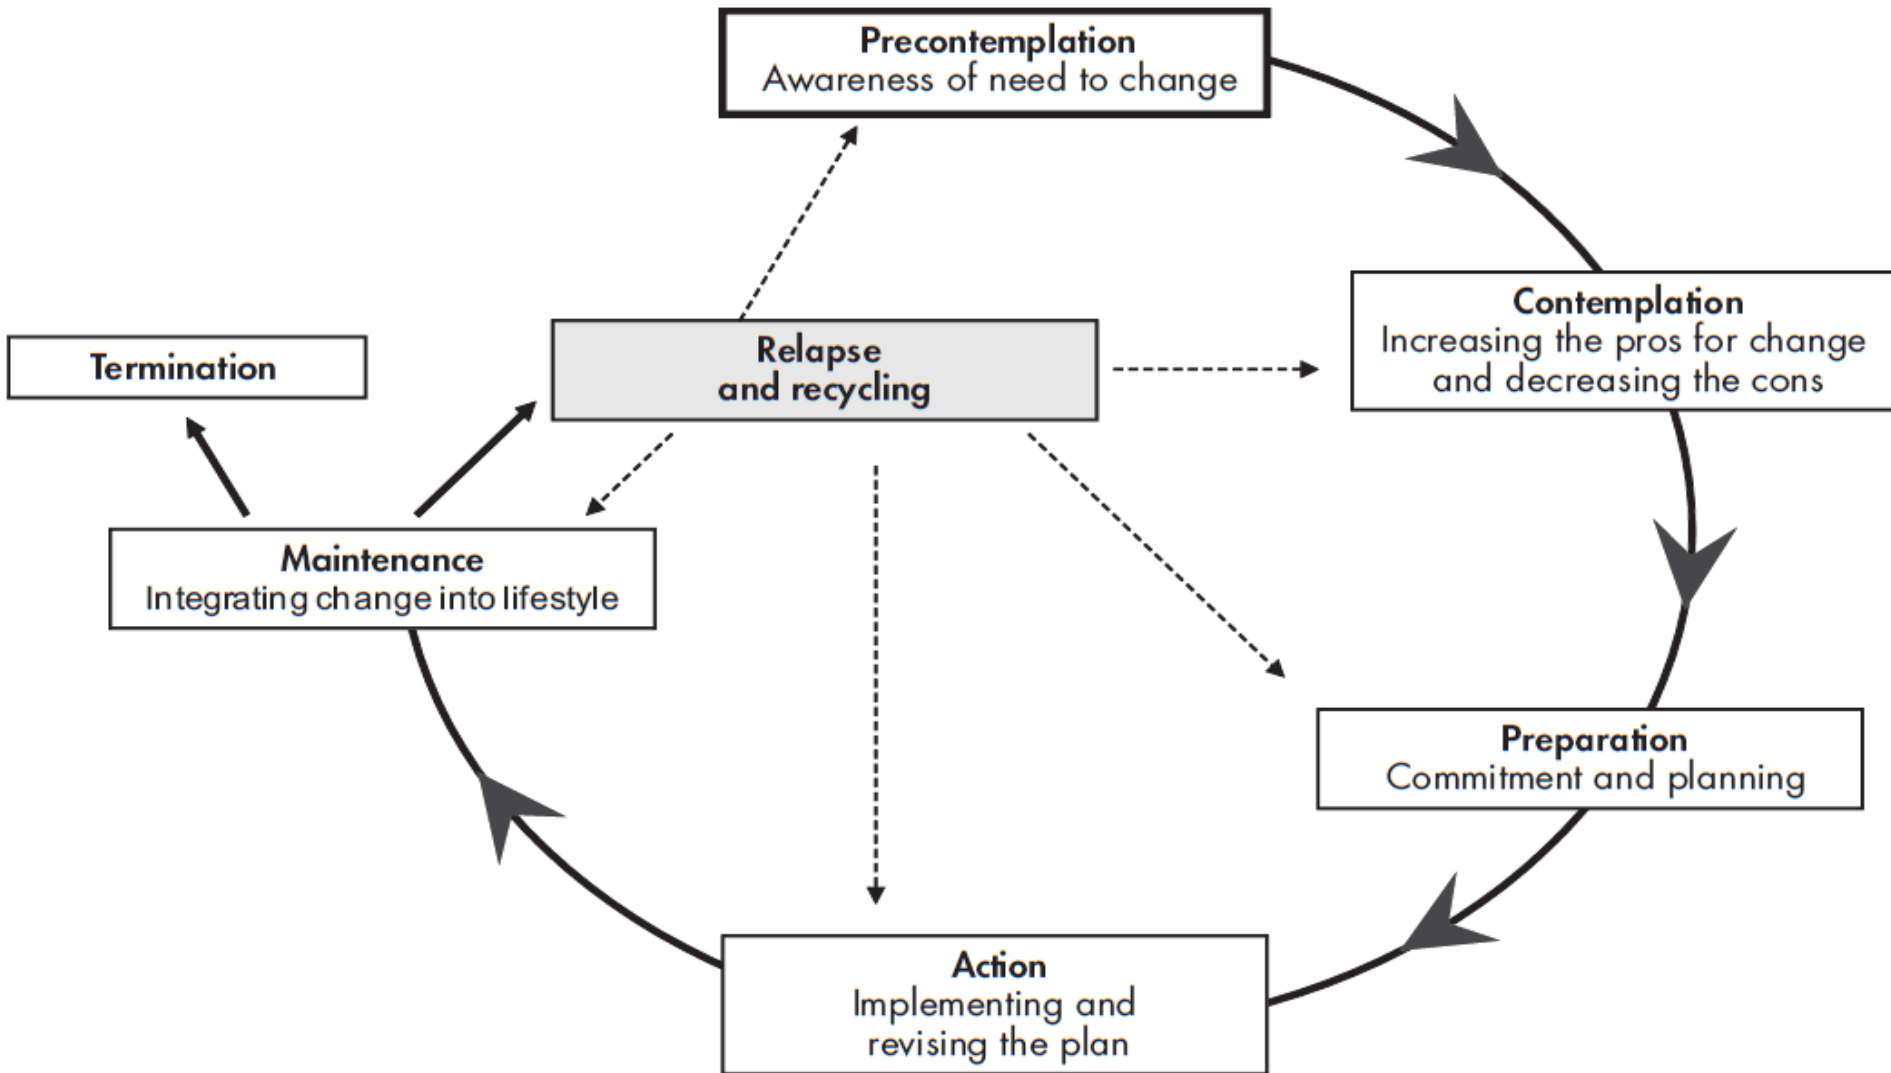 Precontemplation
Awareness of need to change
Contemplation
Increasing the pros for change
and decreasing the cons
Termination
Relapse
and recycling
Maintenance
Integrating change into lifestyle
Preparation
Commitment and planning
Action
Implementing and
revising the plan